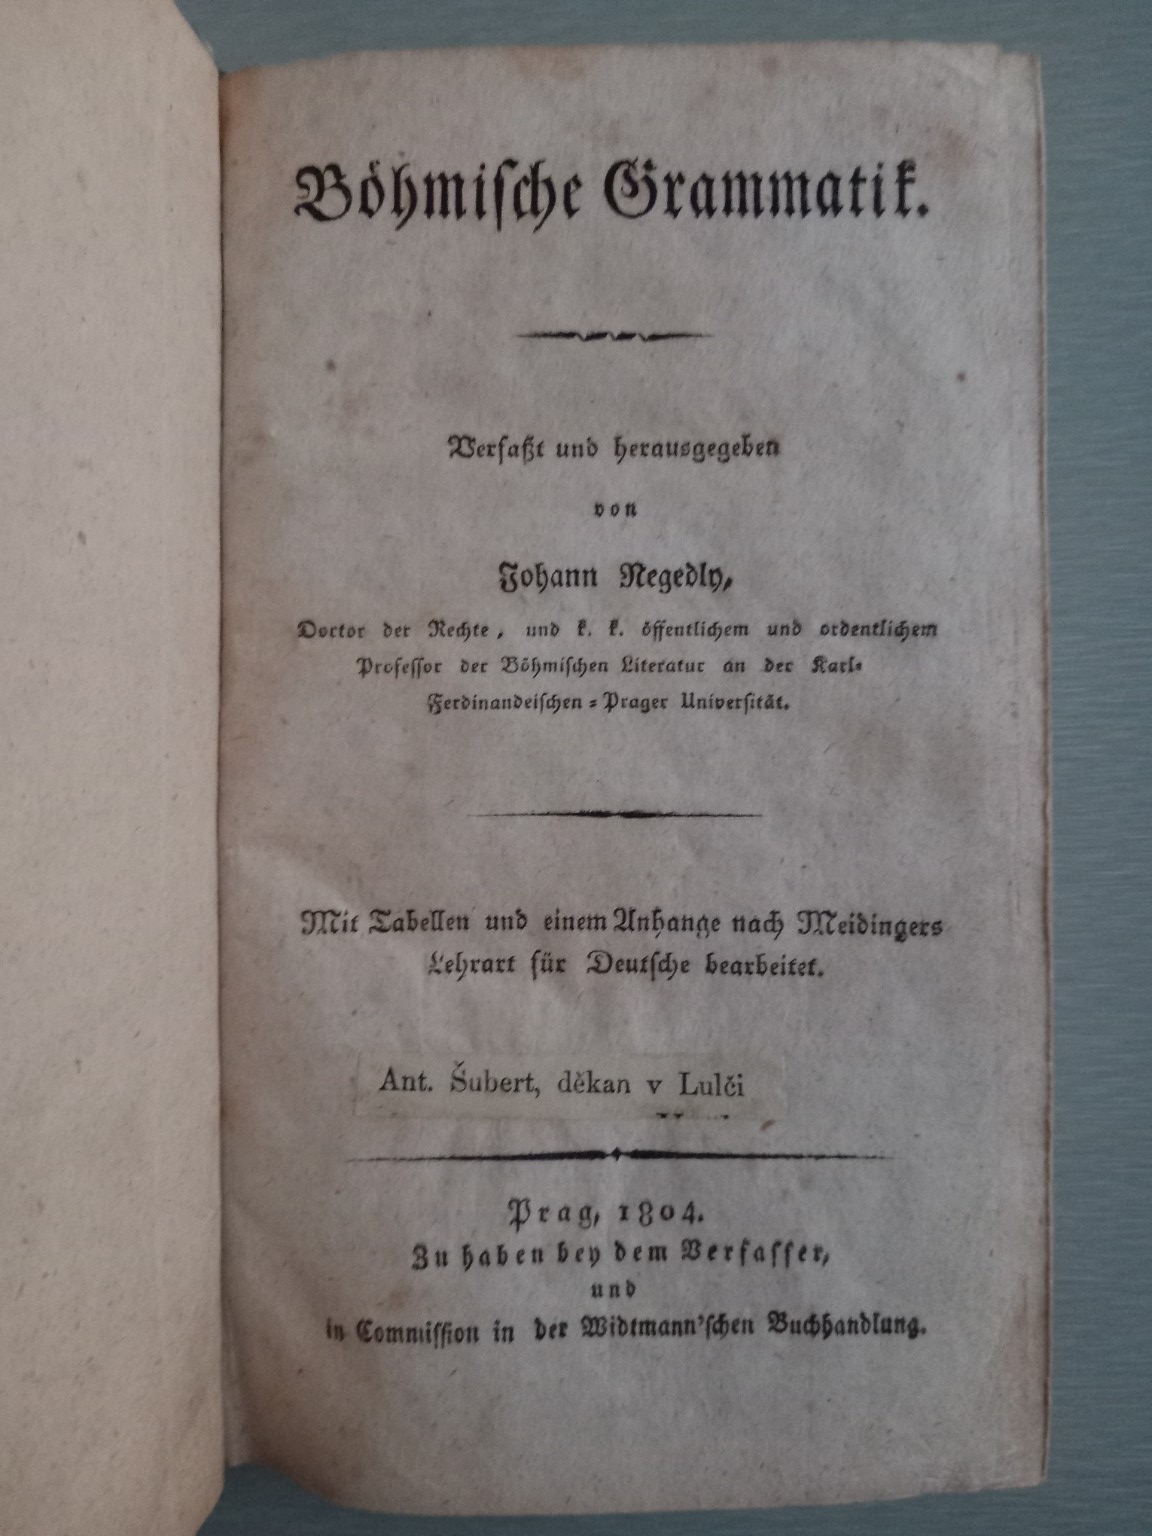 Böhmische Grammatik.
Verfaßt und herausgegeben
von
Johann Negedly,
Doctor der Rechte, und k. k. öffentlichem und ordentlichem
Professor der Böhmischen Literatur an der Karl-
Ferdinandeischen-Prager Universität.
Mit Tabellen und einem Anhange nach Meidingers
Lehrart für Deutsche bearbeitet.
Ant. Šubert, děkan v Lulči
Prag, 1804.
Zu haben bey dem Verfasser,
und
in Commission in der Widtmann'schen Buchhandlung.